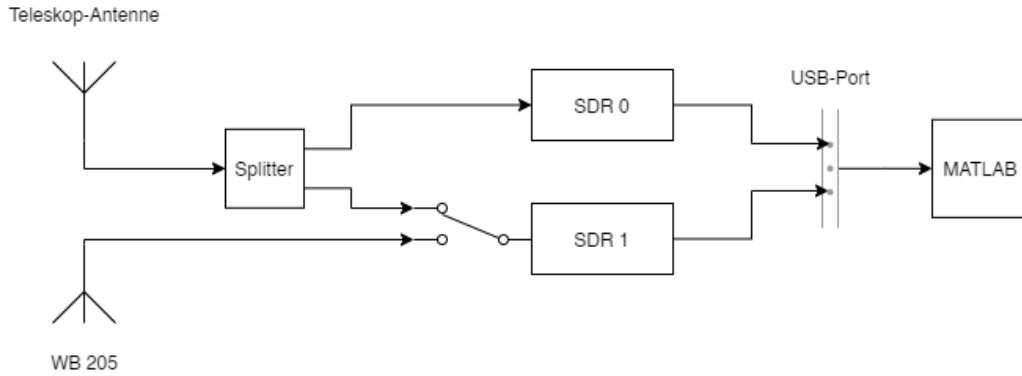 Teleskop-Antenne
USB-Port
SDR 0
Splitter
MATLAB
SDR 1
WB 205